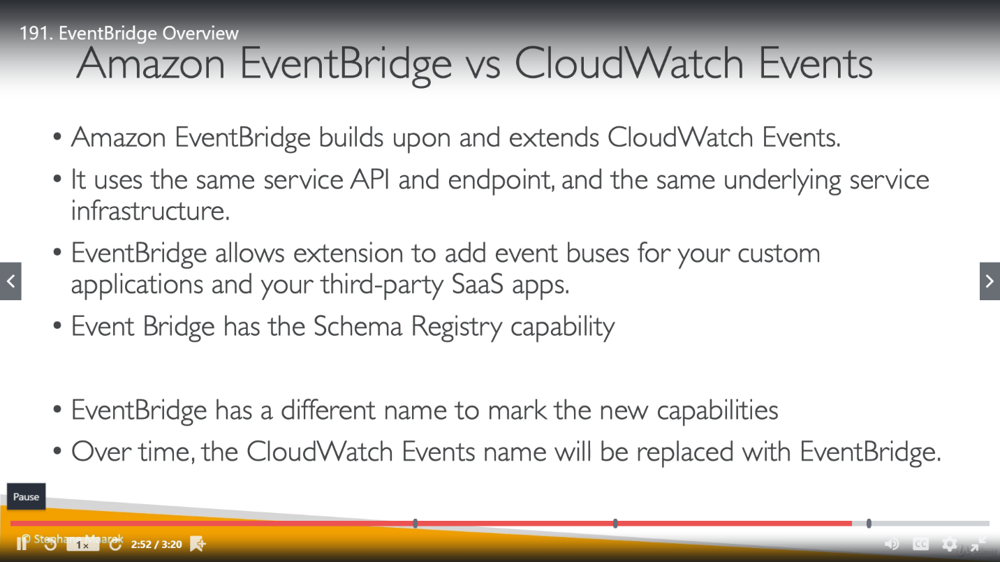 191. EventBridge Overview
Amazon EventBridge vs CloudWatch Events
• Amazon EventBridge builds upon and extends CloudWatch Events.
• It uses the same service API and endpoint, and the same underlying service
infrastructure.
• EventBridge allows extension to add event buses for your custom
applications and your third-party SaaS apps.
• Event Bridge has the Schema Registry capability
• EventBridge has a different name to mark the new capabilities
• Over time, the CloudWatch Events name will be replaced with EventBridge.
Pause
© Stephane Maarek
1x
2:52 / 3:20
CC
Udemy